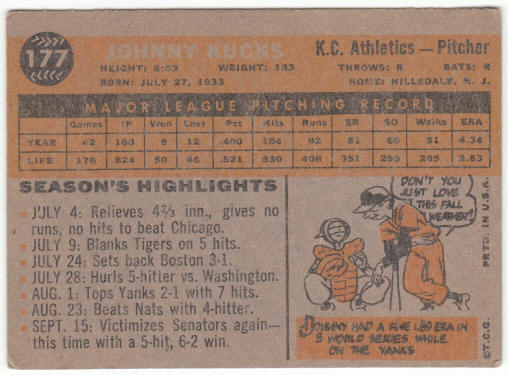 177
JOHNNY KUCKS
K.C. Athletics — Pitcher
HEIGHT: 6:03 WEIGHT: 183 THROWS: R BATS: R
BORN: JULY 27, 1933 HOME: HILLSDALE, N. J.
MAJOR LEAGUE PITCHING RECORD
Games IP Won Lost Pct Hits Runs ER SO Walks ERA
YEAR 42 168 8 12 .400 184 92 81 60 51 4.34
LIFE 176 824 50 46 .521 830 408 351 295 265 3.83
SEASON'S HIGHLIGHTS
• JULY 4: Relieves 4⅔ inn., gives no
runs, no hits to beat Chicago.
• JULY 9: Blanks Tigers on 5 hits.
• JULY 24: Sets back Boston 3-1.
• JULY 28: Hurls 5-hitter vs. Washington.
• AUG. 1: Tops Yanks 2-1 with 7 hits.
• AUG. 23: Beats Nats with 4-hitter.
• SEPT. 15: Victimizes Senators again—
this time with a 5-hit, 6-2 win.
DON'T YOU
JUST LOVE
THIS FALL
WEATHER!
JOHNNY HAD A FINE 1.89 ERA IN
5 WORLD SERIES WHILE
ON THE YANKS
©T.C.G. PRTD. IN U.S.A.